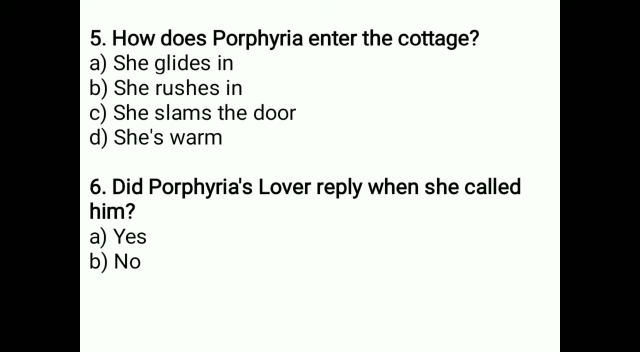 5. How does Porphyria enter the cottage?
a) She glides in
b) She rushes in
c) She slams the door
d) She's warm
6. Did Porphyria's Lover reply when she called
him?
a) Yes
b) No